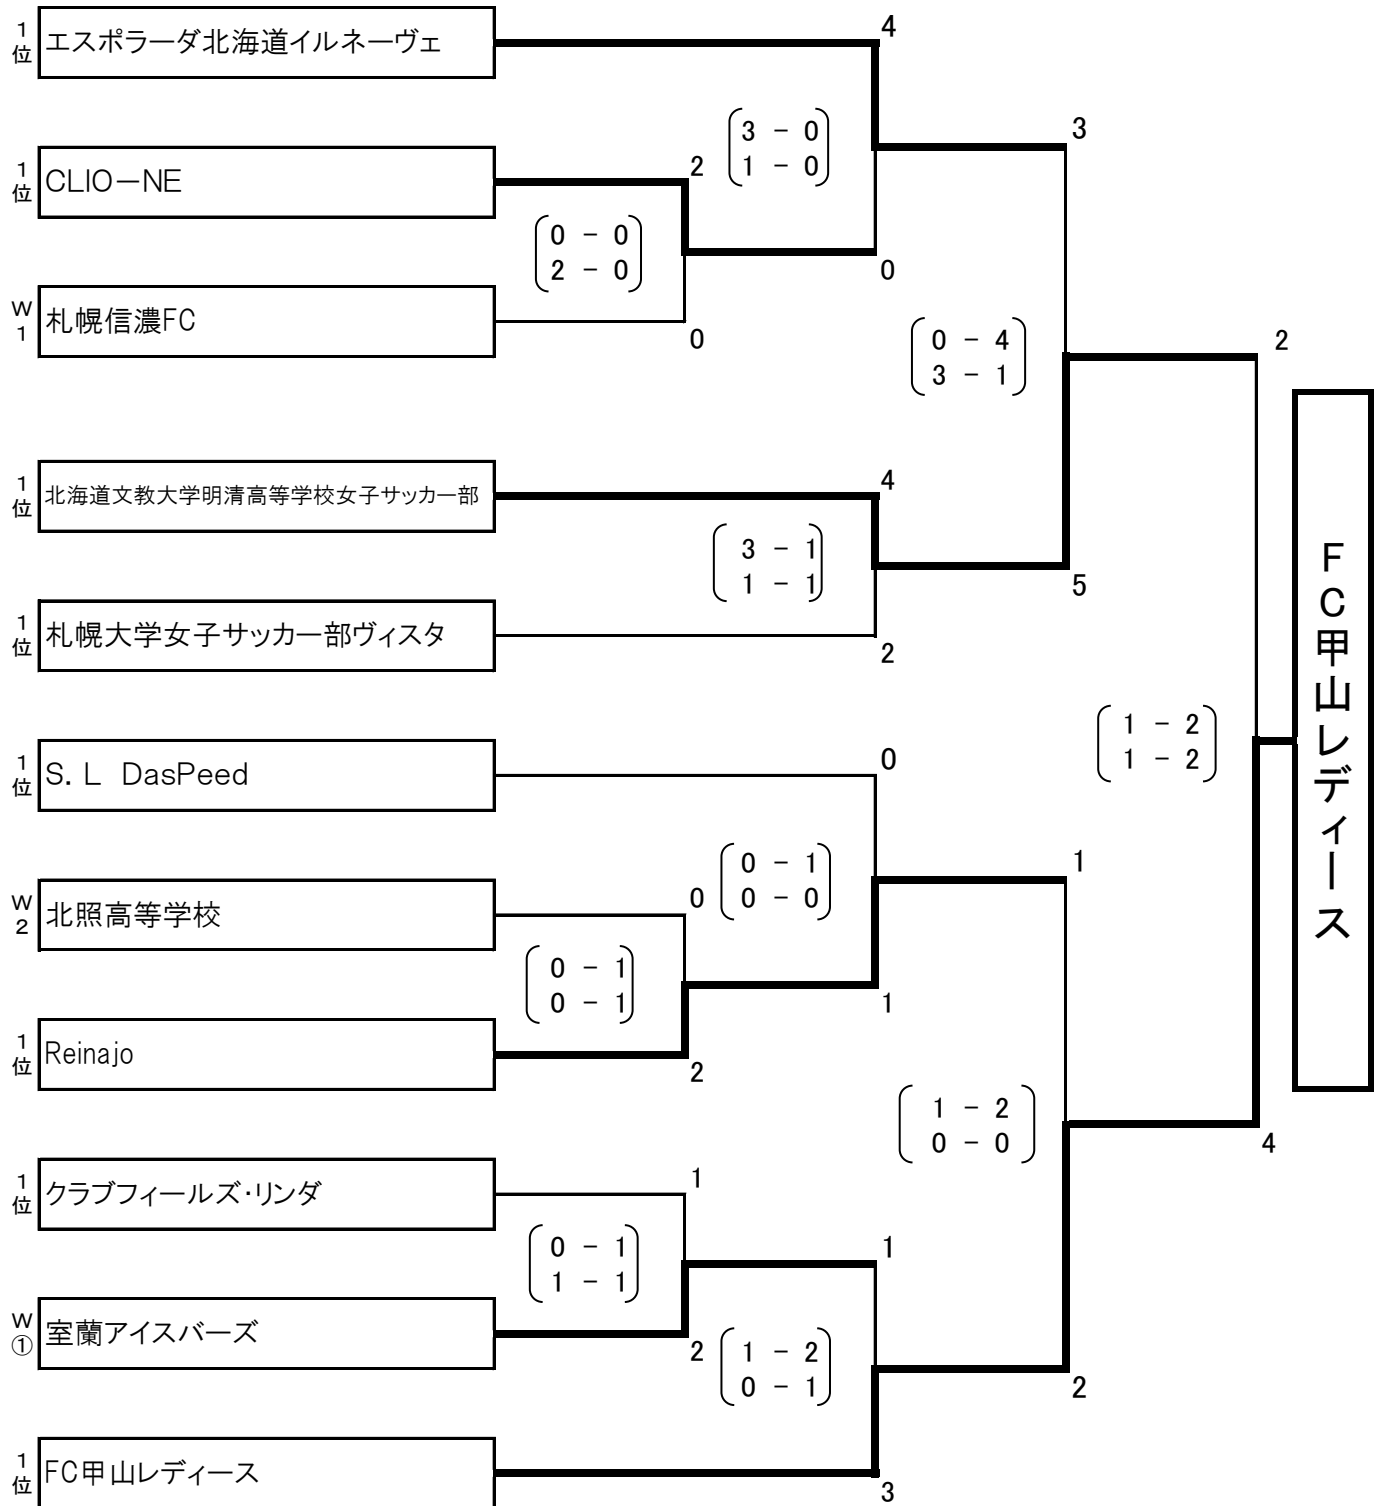 1位 エスポラーダ北海道イルネーヴェ
4
3 － 0
1 － 0
3
1位 CLIO－NE
2
0 － 0
2 － 0
0
W1 札幌信濃FC
0
0 － 4
3 － 1
2
1位 北海道文教大学明清高等学校女子サッカー部
4
3 － 1
1 － 1
5
1位 札幌大学女子サッカー部ヴィスタ
2
1 － 2
1 － 2
FC甲山レディース
1位 S．L DasPeed
0
0 － 1
0 － 0
1
W2 北照高等学校
0
0 － 1
0 － 1
1
1位 Reinajo
2
1 － 2
0 － 0
4
1位 クラブフィールズ・リンダ
1
0 － 1
1 － 1
1
W① 室蘭アイスバーズ
2
1 － 2
0 － 1
2
1位 FC甲山レディース
3